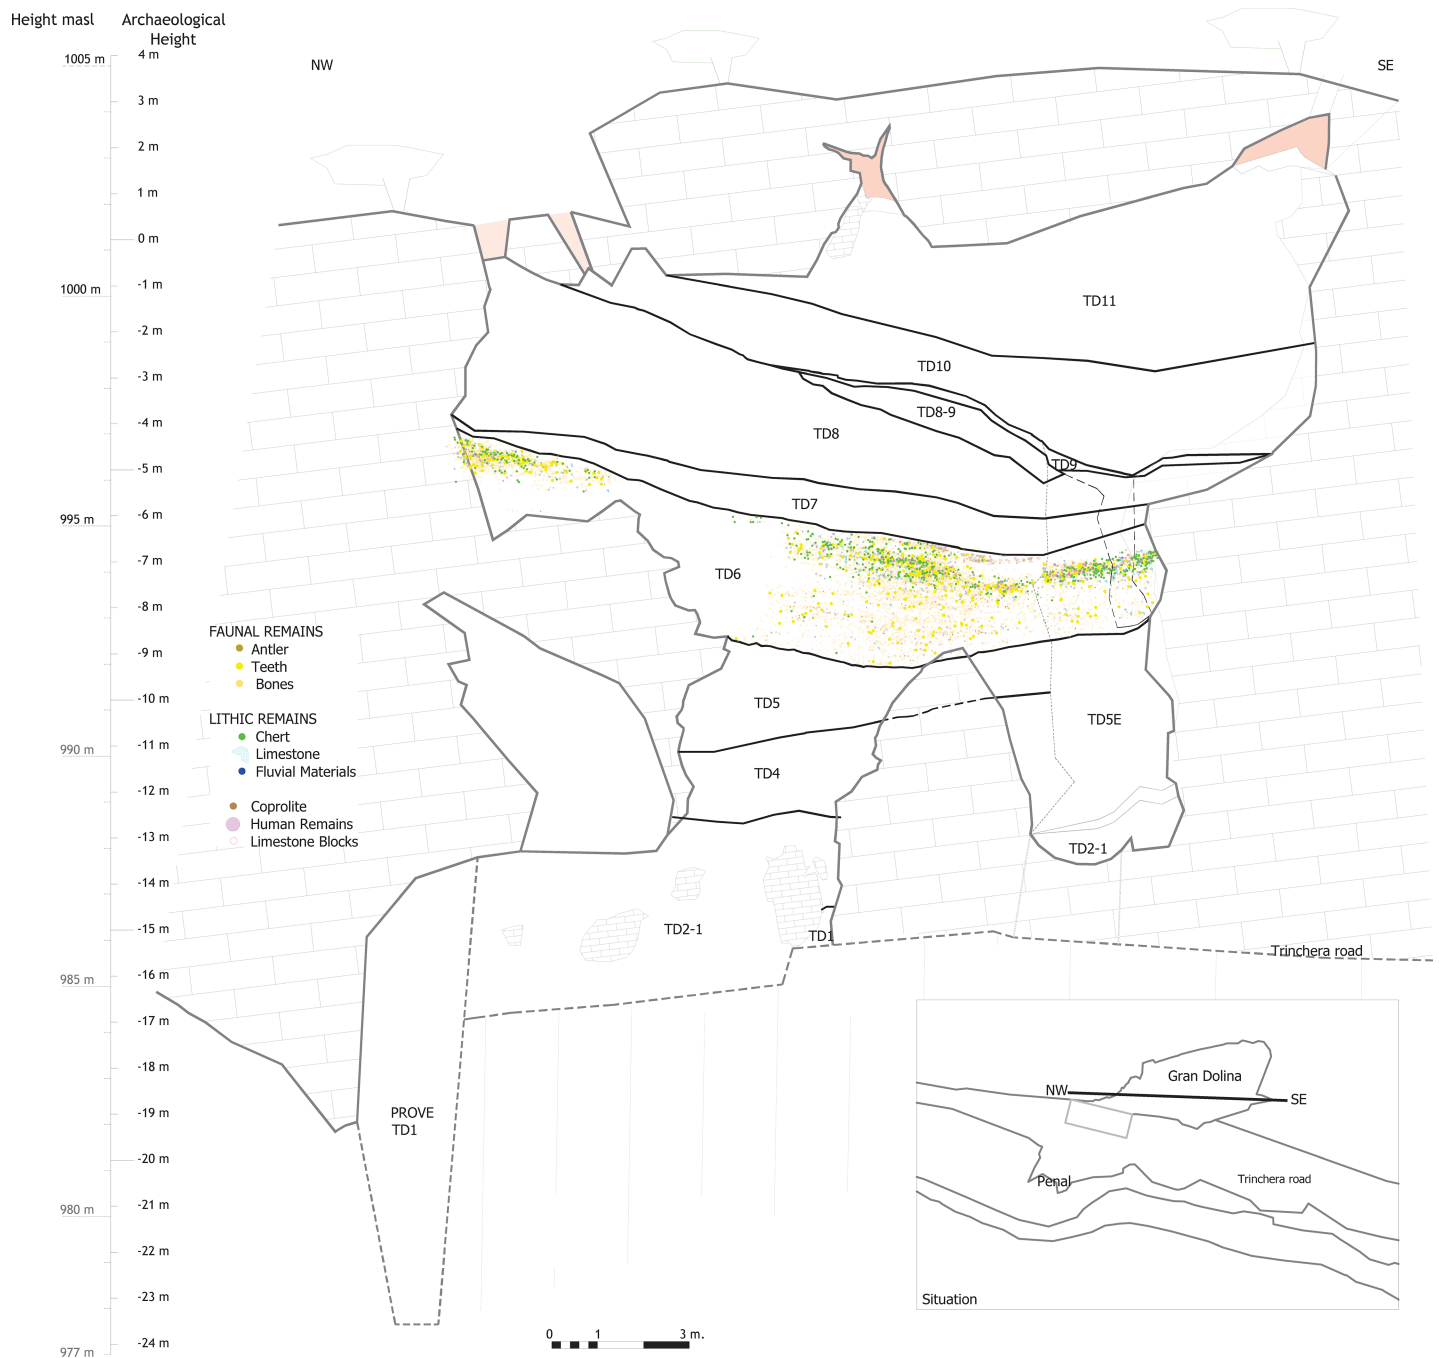 Height masl
Archaeological
Height
1005 m
1000 m
995 m
990 m
985 m
980 m
977 m
4 m
3 m
2 m
1 m
0 m
-1 m
-2 m
-3 m
-4 m
-5 m
-6 m
-7 m
-8 m
-9 m
-10 m
-11 m
-12 m
-13 m
-14 m
-15 m
-16 m
-17 m
-18 m
-19 m
-20 m
-21 m
-22 m
-23 m
-24 m
NW
SE
TD11
TD10
TD8-9
TD8
TD9
TD7
TD6
TD5
TD5E
TD4
TD2-1
TD2-1
TD1
Trinchera road
PROVE
TD1
FAUNAL REMAINS
Antler
Teeth
Bones
LITHIC REMAINS
Chert
Limestone
Fluvial Materials
Coprolite
Human Remains
Limestone Blocks
0 1 3 m.
Gran Dolina
NW
SE
Penal
Trinchera road
Situation